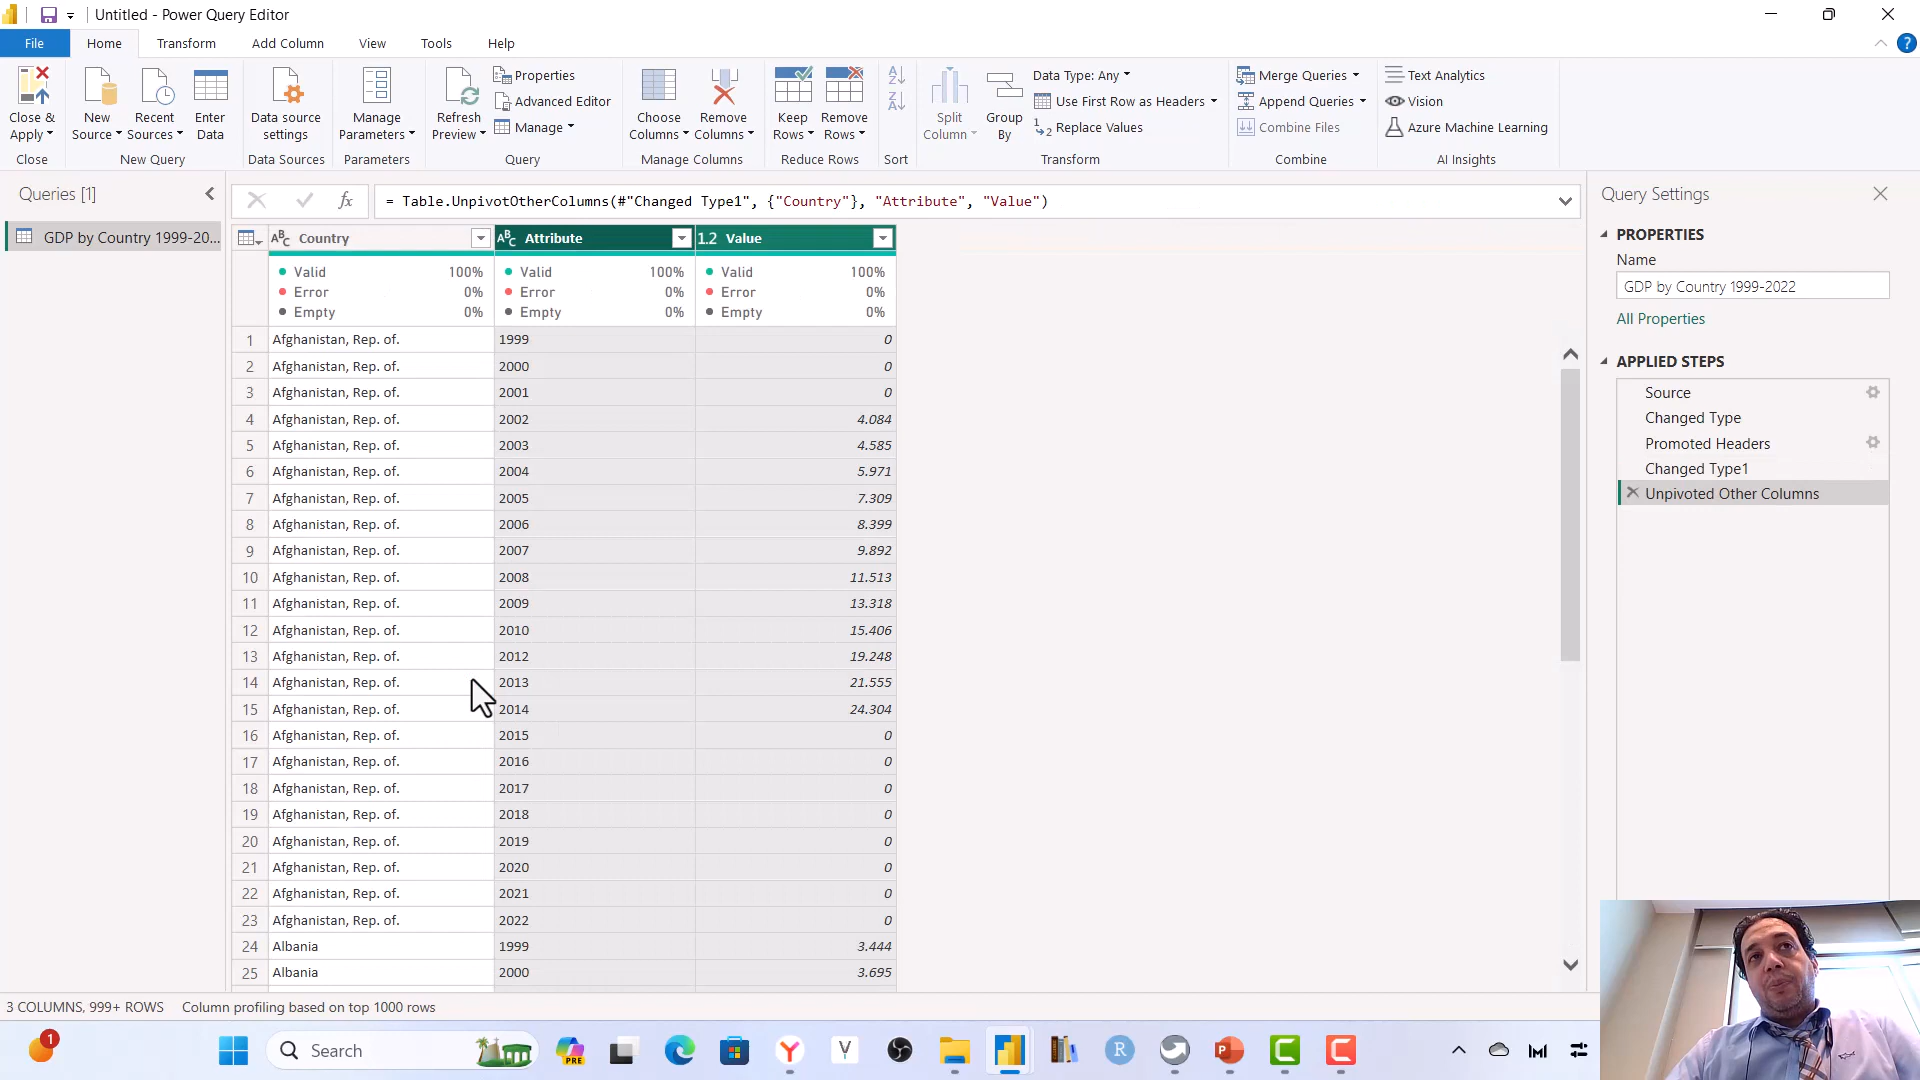 Untitled - Power Query Editor
File Home Transform Add Column View Tools Help
Close & Apply
Close
New Source
Recent Sources
Enter Data
New Query
Data source settings
Data Sources
Manage Parameters
Parameters
Refresh Preview
Properties
Advanced Editor
Manage
Query
Choose Columns
Remove Columns
Manage Columns
Keep Rows
Remove Rows
Reduce Rows
Sort
Split Column
Group By
Data Type: Any
Use First Row as Headers
Replace Values
Transform
Merge Queries
Append Queries
Combine Files
Combine
Text Analytics
Vision
Azure Machine Learning
AI Insights
Queries [1]
GDP by Country 1999-20...
fx = Table.UnpivotOtherColumns(#"Changed Type1", {"Country"}, "Attribute", "Value")
ABC Country ABC Attribute 1.2 Value
Valid 100% Valid 100% Valid 100%
Error 0% Error 0% Error 0%
Empty 0% Empty 0% Empty 0%
1 Afghanistan, Rep. of. 1999 0
2 Afghanistan, Rep. of. 2000 0
3 Afghanistan, Rep. of. 2001 0
4 Afghanistan, Rep. of. 2002 4.084
5 Afghanistan, Rep. of. 2003 4.585
6 Afghanistan, Rep. of. 2004 5.971
7 Afghanistan, Rep. of. 2005 7.309
8 Afghanistan, Rep. of. 2006 8.399
9 Afghanistan, Rep. of. 2007 9.892
10 Afghanistan, Rep. of. 2008 11.513
11 Afghanistan, Rep. of. 2009 13.318
12 Afghanistan, Rep. of. 2010 15.406
13 Afghanistan, Rep. of. 2012 19.248
14 Afghanistan, Rep. of. 2013 21.555
15 Afghanistan, Rep. of. 2014 24.304
16 Afghanistan, Rep. of. 2015 0
17 Afghanistan, Rep. of. 2016 0
18 Afghanistan, Rep. of. 2017 0
19 Afghanistan, Rep. of. 2018 0
20 Afghanistan, Rep. of. 2019 0
21 Afghanistan, Rep. of. 2020 0
22 Afghanistan, Rep. of. 2021 0
23 Afghanistan, Rep. of. 2022 0
24 Albania 1999 3.444
25 Albania 2000 3.695
Query Settings
PROPERTIES
Name
GDP by Country 1999-2022
All Properties
APPLIED STEPS
Source
Changed Type
Promoted Headers
Changed Type1
Unpivoted Other Columns
3 COLUMNS, 999+ ROWS Column profiling based on top 1000 rows
1
Search
PRE